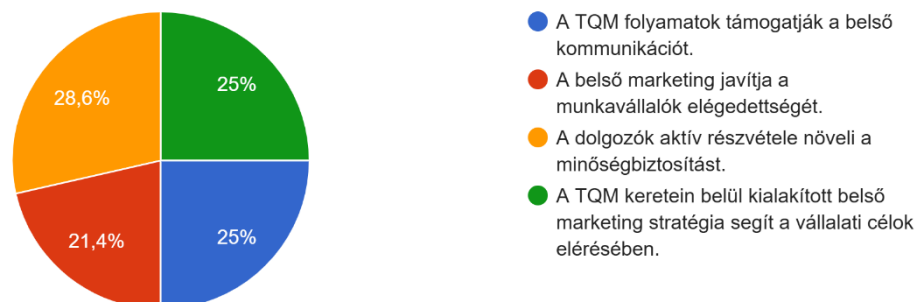 25%
28,6%
21,4%
25%
A TQM folyamatok támogatják a belső
kommunikációt.
A belső marketing javítja a
munkavállalók elégedettségét.
A dolgozók aktív részvétele növeli a
minőségbiztosítást.
A TQM keretein belül kialakított belső
marketing stratégia segít a vállalati célok
elérésében.